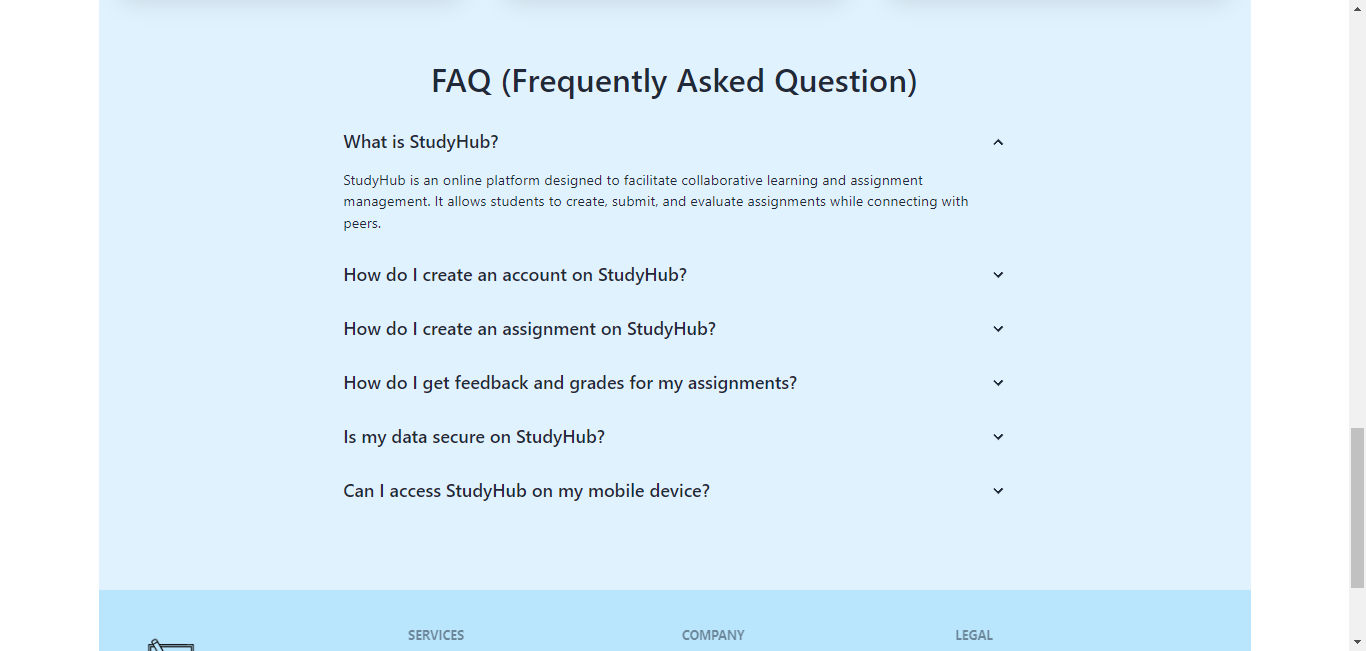 FAQ (Frequently Asked Question)
What is StudyHub?
StudyHub is an online platform designed to facilitate collaborative learning and assignment
management. It allows students to create, submit, and evaluate assignments while connecting with
peers.
How do I create an account on StudyHub?
How do I create an assignment on StudyHub?
How do I get feedback and grades for my assignments?
Is my data secure on StudyHub?
Can I access StudyHub on my mobile device?
SERVICES
COMPANY
LEGAL